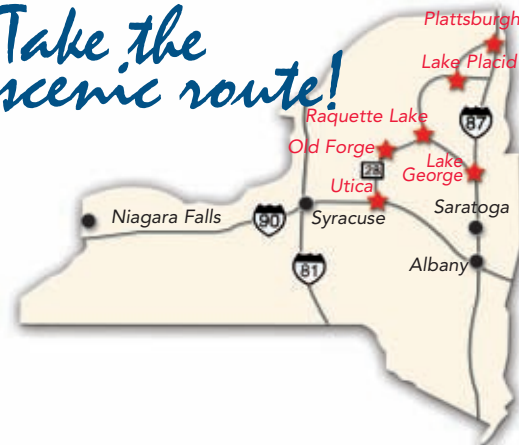 Take the
scenic route!
Plattsburgh
Lake Placid
Raquette Lake
87
Old Forge
Lake
George
28
Utica
Niagara Falls
90
Syracuse
Saratoga
Albany
81